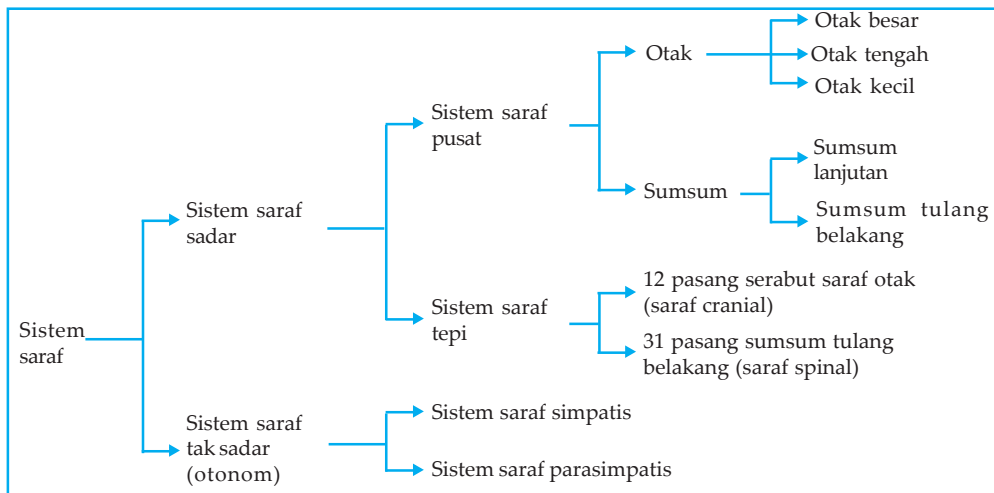 Otak besar
Otak
Otak tengah
Otak kecil
Sistem saraf
pusat
Sumsum
Sumsum
lanjutan
Sumsum tulang
belakang
Sistem saraf
sadar
Sistem saraf
tepi
12 pasang serabut saraf otak
(saraf cranial)
31 pasang sumsum tulang
belakang (saraf spinal)
Sistem
saraf
Sistem saraf
tak sadar
(otonom)
Sistem saraf simpatis
Sistem saraf parasimpatis